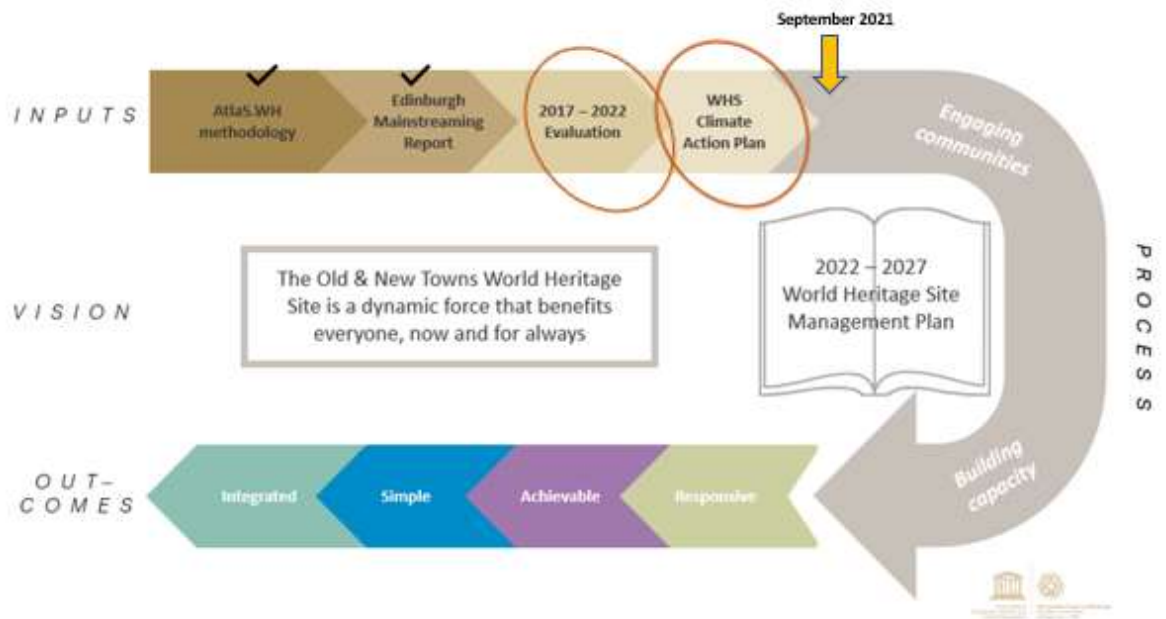 September 2021
INPUTS
AtlaS.WH
methodology
Edinburgh
Mainstreaming
Report
2017 – 2022
Evaluation
WHS
Climate
Action Plan
Engaging
communities
VISION
The Old & New Towns World Heritage
Site is a dynamic force that benefits
everyone, now and for always
2022 – 2027
World Heritage Site
Management Plan
PROCESS
OUT–
COMES
Integrated
Simple
Achievable
Responsive
Building
capacity